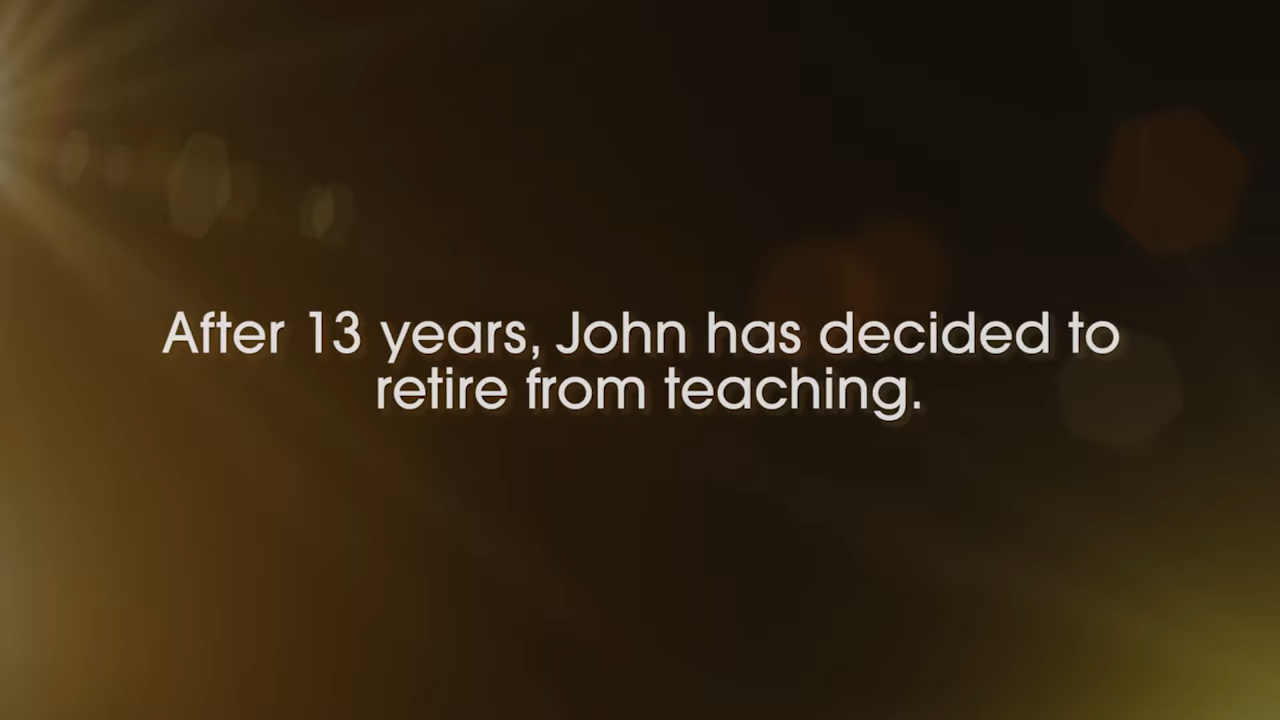 After 13 years, John has decided to
retire from teaching.